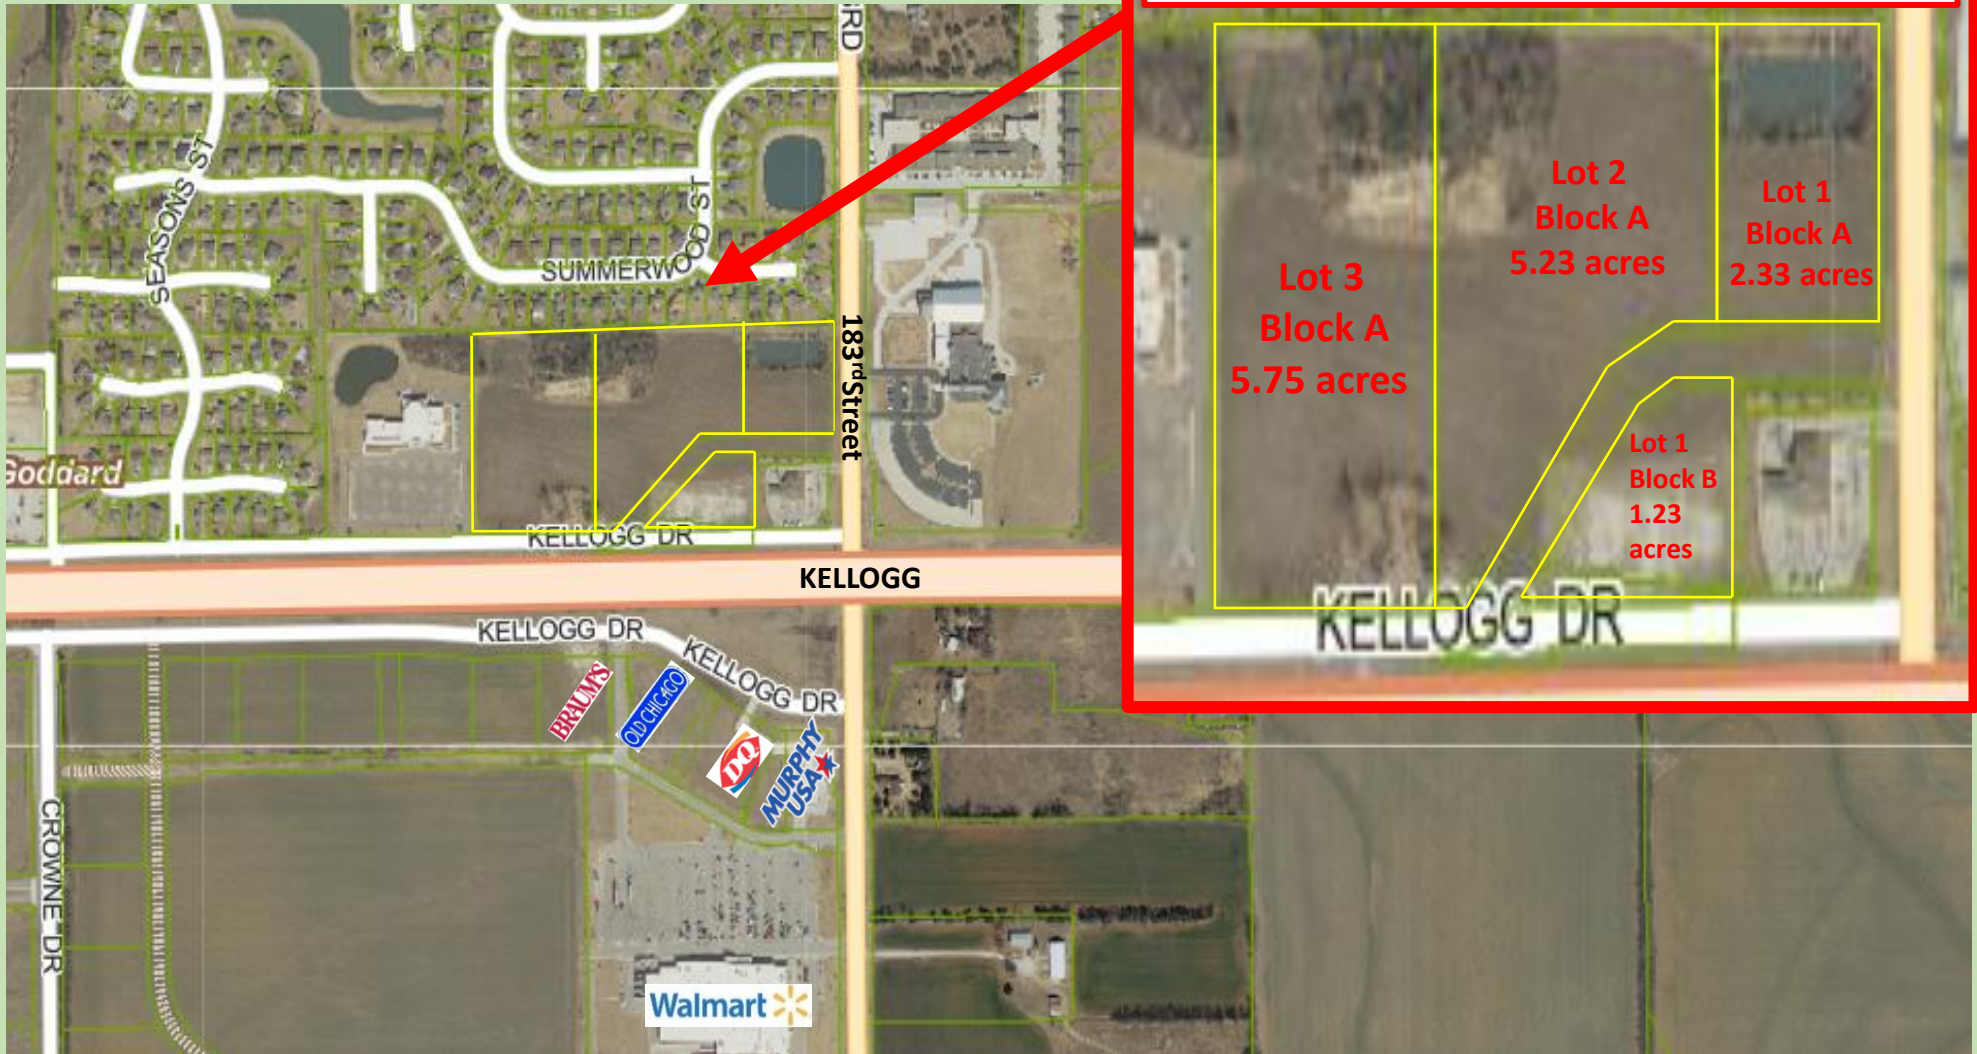 RD
SEASONS ST
SUMMERWOOD ST
183rd Street
Goddard
KELLOGG DR
KELLOGG
KELLOGG DR
KELLOGG DR
BRAUM'S
OLD CHICAGO
DQ
MURPHY
USA
CROWNE DR
Walmart
Lot 3
Block A
5.75 acres
Lot 2
Block A
5.23 acres
Lot 1
Block A
2.33 acres
Lot 1
Block B
1.23
acres
KELLOGG DR